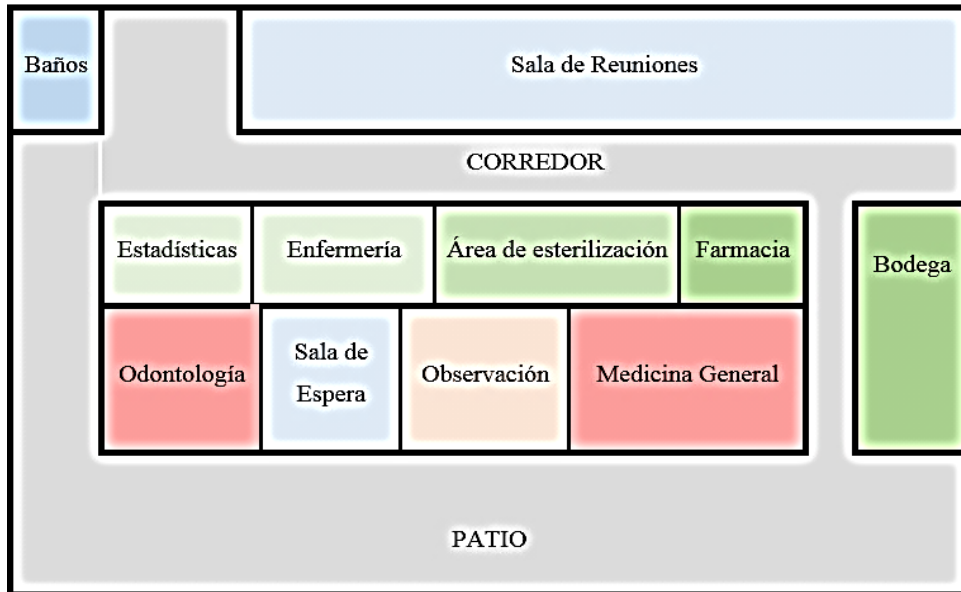 Baños
Sala de Reuniones
CORREDOR
Estadísticas
Enfermería
Área de esterilización
Farmacia
Bodega
Odontología
Sala de
Espera
Observación
Medicina General
PATIO